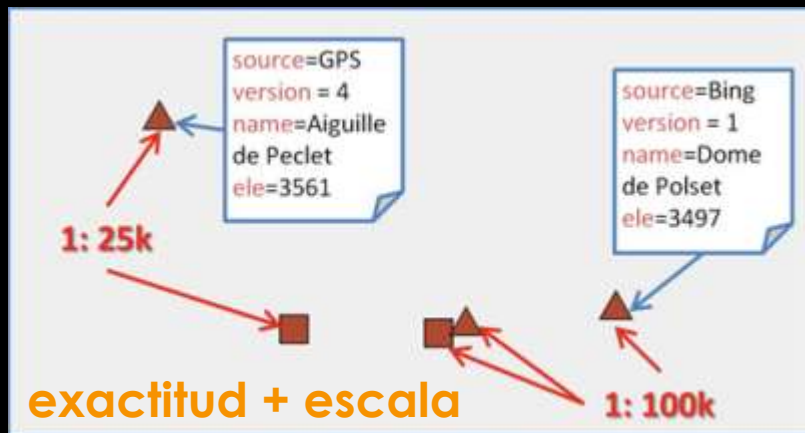 source=GPS
version = 4
name=Aiguille
de Peclet
ele=3561
source=Bing
version = 1
name=Dome
de Polset
ele=3497
1: 25k
exactitud + escala
1: 100k